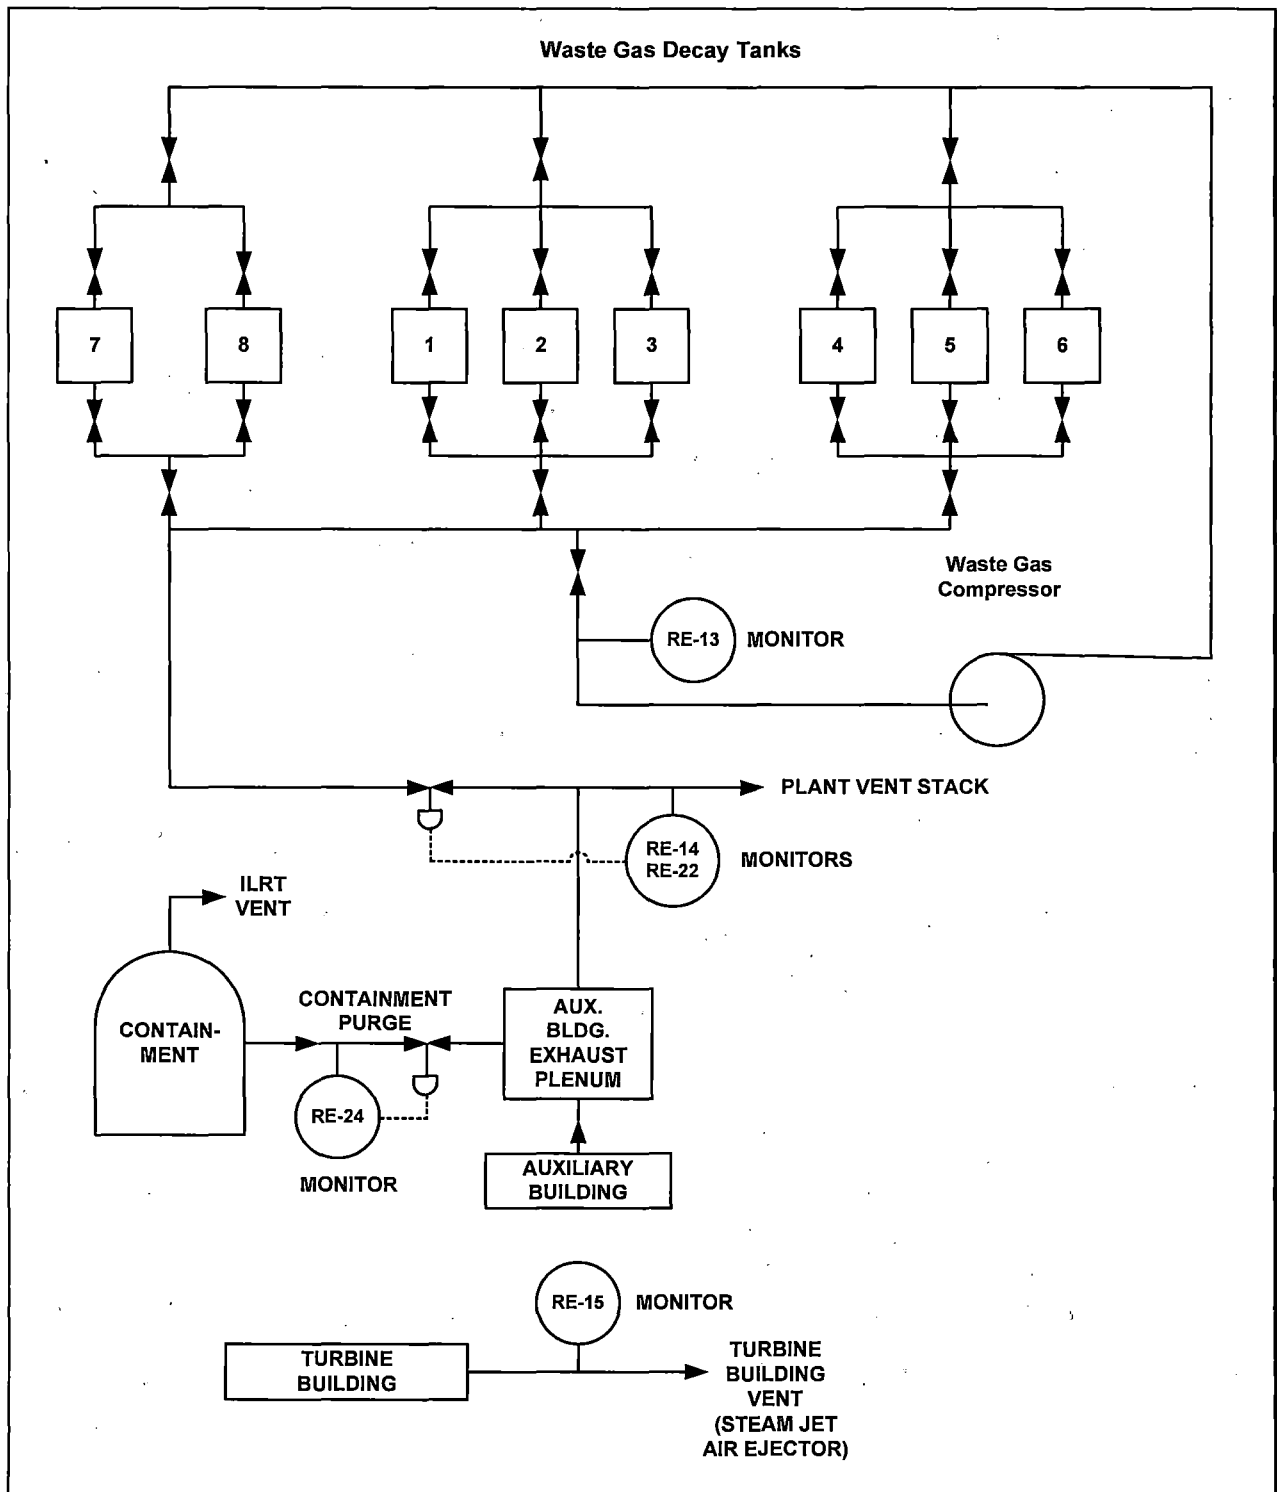 Waste Gas Decay Tanks
7
8
1
2
3
4
5
6
Waste Gas
Compressor
RE-13
MONITOR
PLANT VENT STACK
RE-14
RE-22
MONITORS
ILRT
VENT
CONTAINMENT
PURGE
CONTAIN-
MENT
AUX.
BLDG.
EXHAUST
PLENUM
RE-24
MONITOR
AUXILIARY
BUILDING
RE-15
MONITOR
TURBINE
BUILDING
TURBINE
BUILDING
VENT
(STEAM JET
AIR EJECTOR)